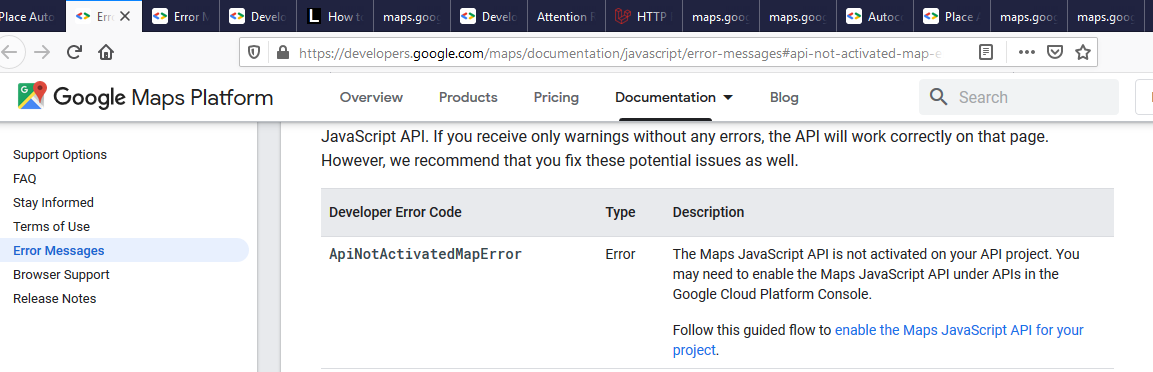 Place Auto
Err
Error M
Develo
How t
maps.goog
Develo
Attention R
HTTP
maps.goog
maps.goog
Autoco
Place A
maps.goog
maps.goog
https://developers.google.com/maps/documentation/javascript/error-messages#api-not-activated-map-e
Google Maps Platform
Overview
Products
Pricing
Documentation
Blog
Search
Support Options
FAQ
Stay Informed
Terms of Use
Error Messages
Browser Support
Release Notes
JavaScript API. If you receive only warnings without any errors, the API will work correctly on that page.
However, we recommend that you fix these potential issues as well.
Developer Error Code Type Description
ApiNotActivatedMapError Error The Maps JavaScript API is not activated on your API project. You
may need to enable the Maps JavaScript API under APIs in the
Google Cloud Platform Console.
Follow this guided flow to enable the Maps JavaScript API for your
project.